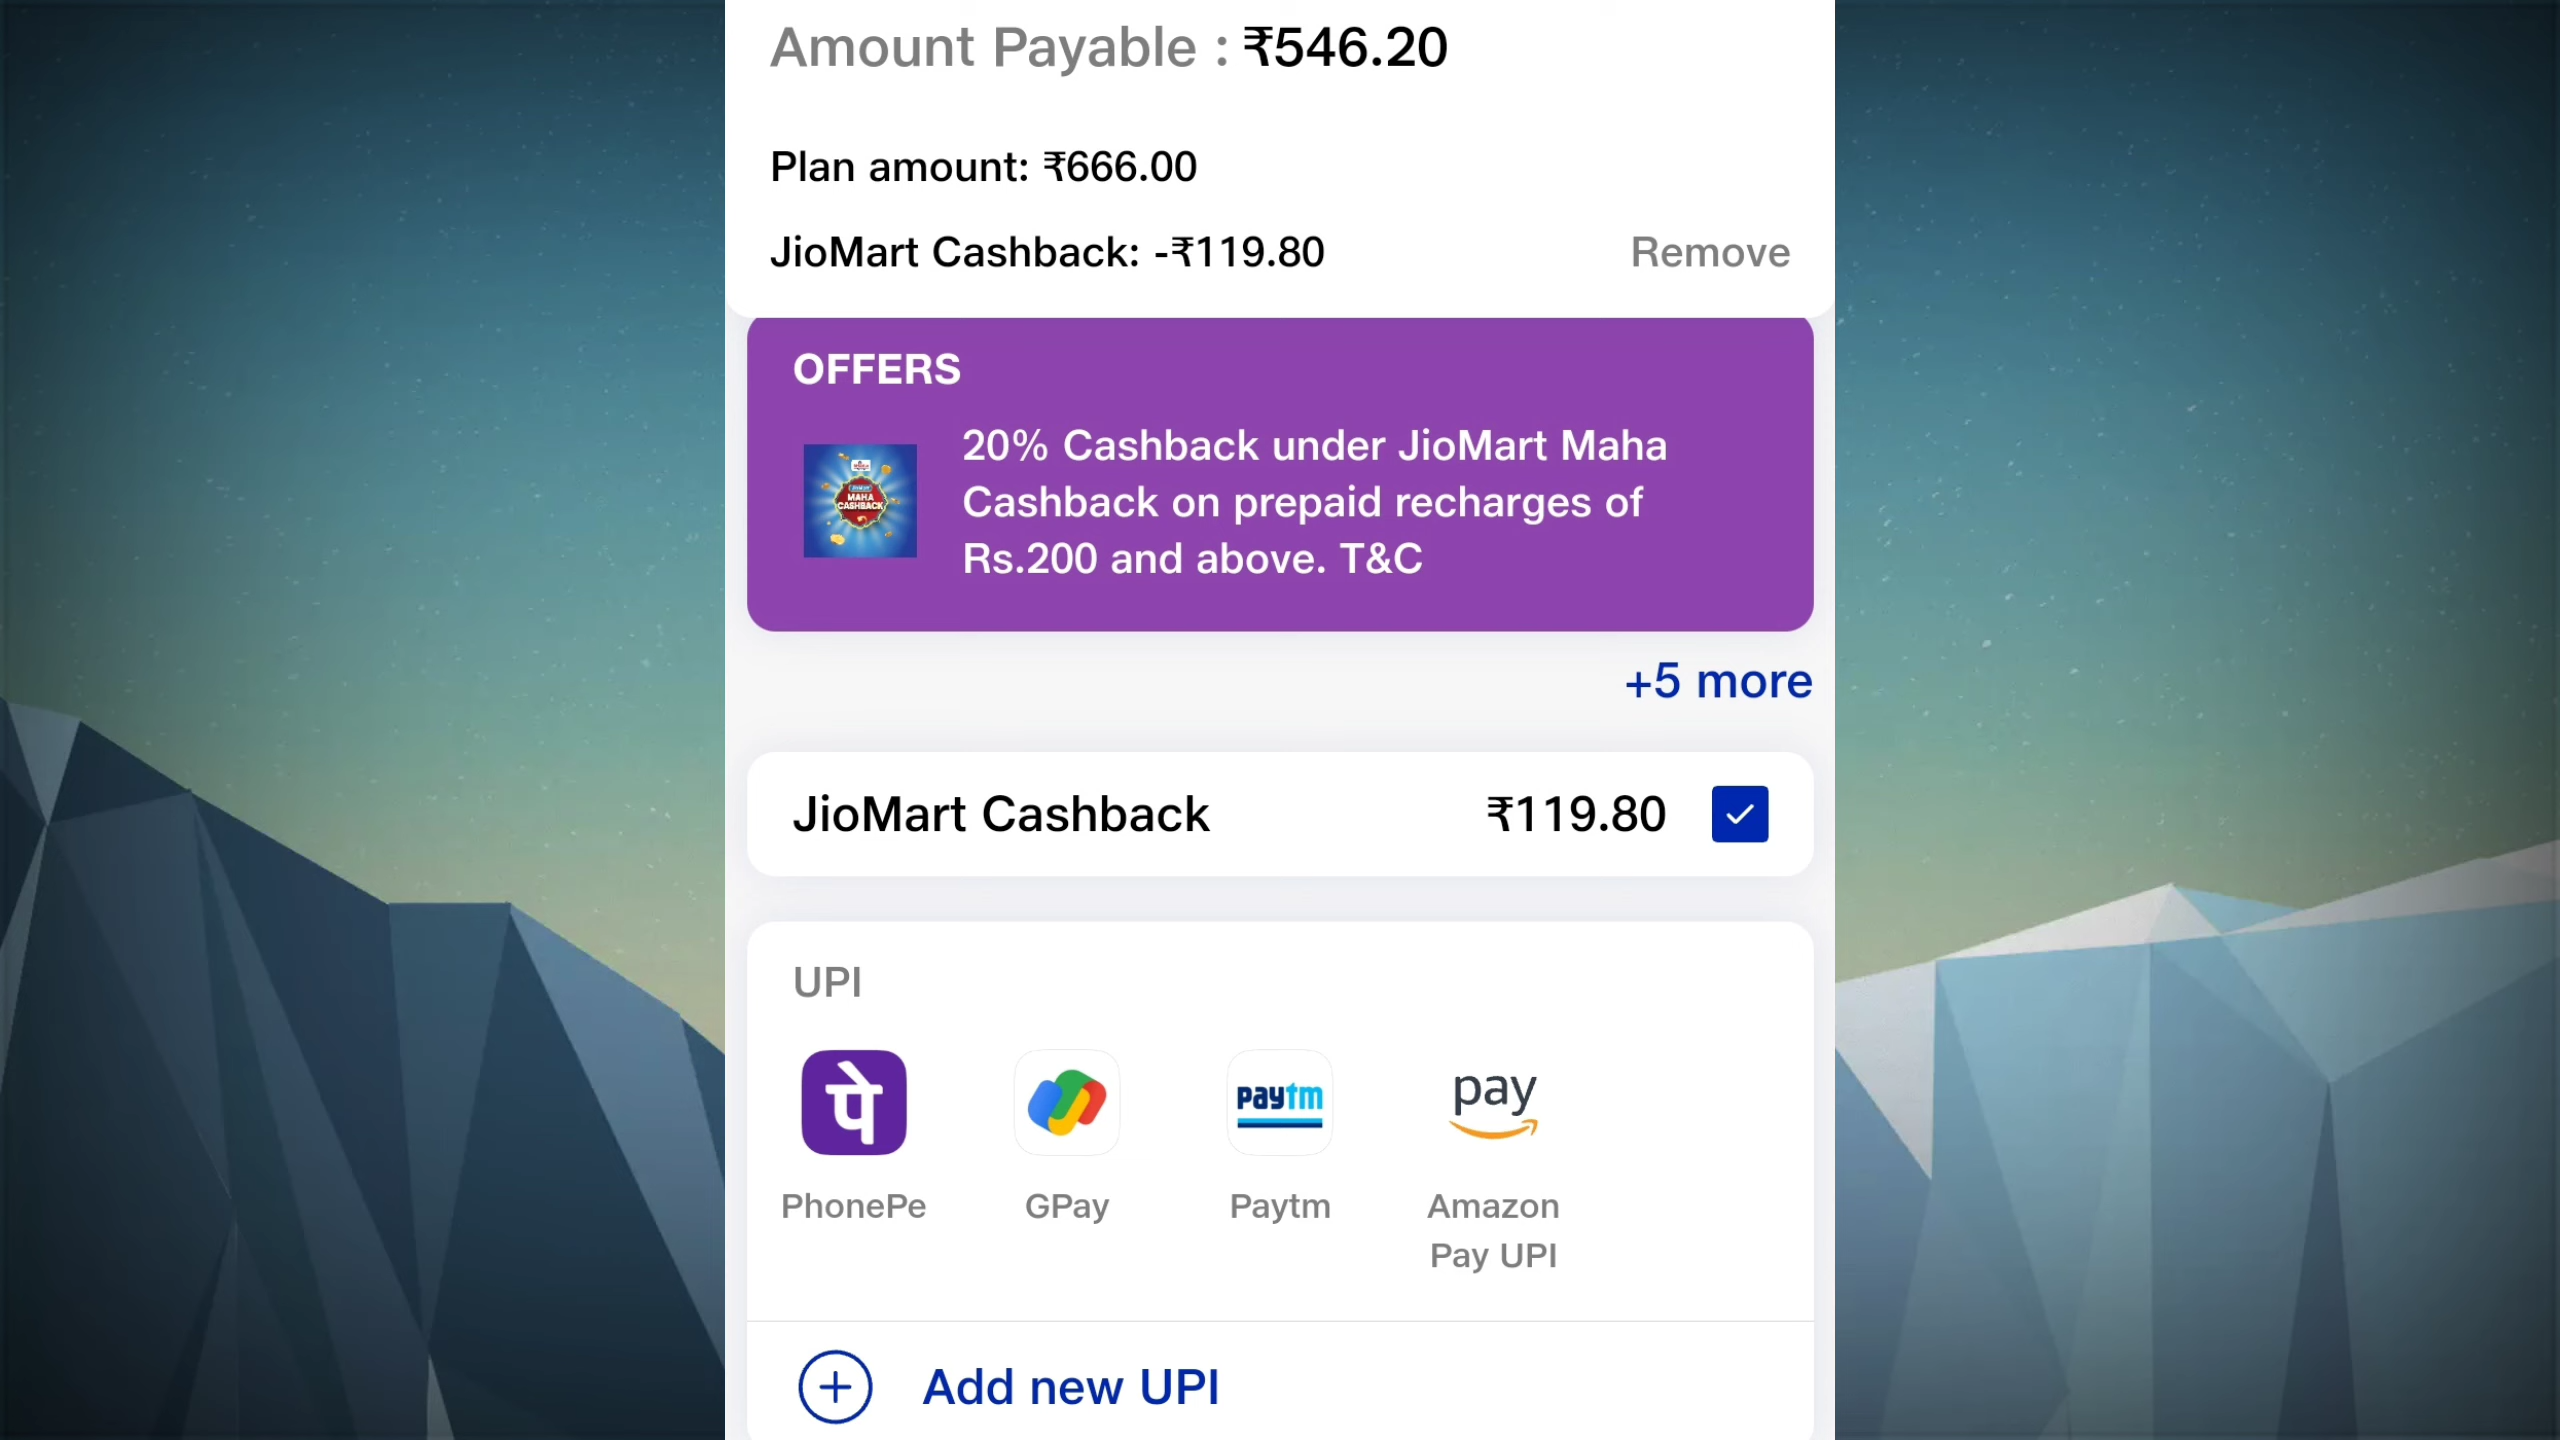 Amount Payable : ₹546.20
Plan amount: ₹666.00
JioMart Cashback: -₹119.80 Remove
OFFERS
MAHA
CASHBACK
20% Cashback under JioMart Maha
Cashback on prepaid recharges of
Rs.200 and above. T&C
+5 more
JioMart Cashback ₹119.80
UPI
पे
paytm
pay
PhonePe GPay Paytm Amazon
Pay UPI
Add new UPI